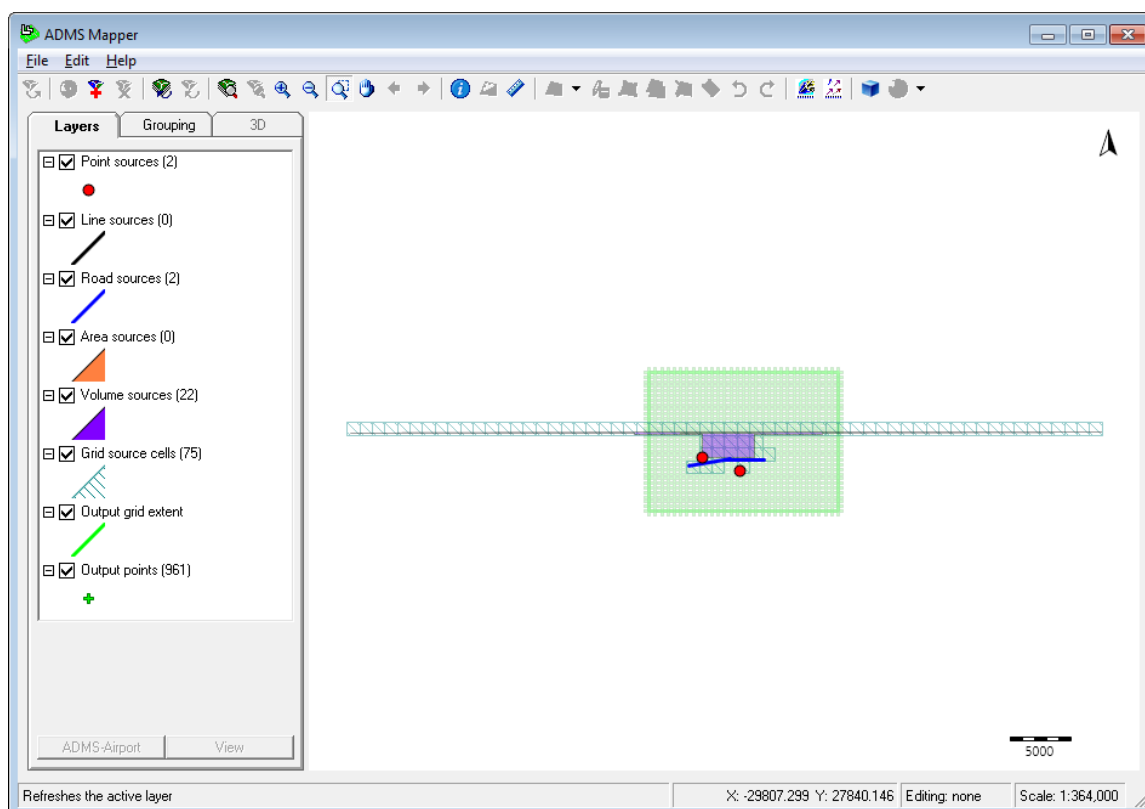 ADMS Mapper
File Edit Help
Layers Grouping 3D
Point sources (2)
Line sources (0)
Road sources (2)
Area sources (0)
Volume sources (22)
Grid source cells (75)
Output grid extent
Output points (961)
5000
ADMS-Airport View
Refreshes the active layer X: -29807.299 Y: 27840.146 Editing: none Scale: 1:364,000